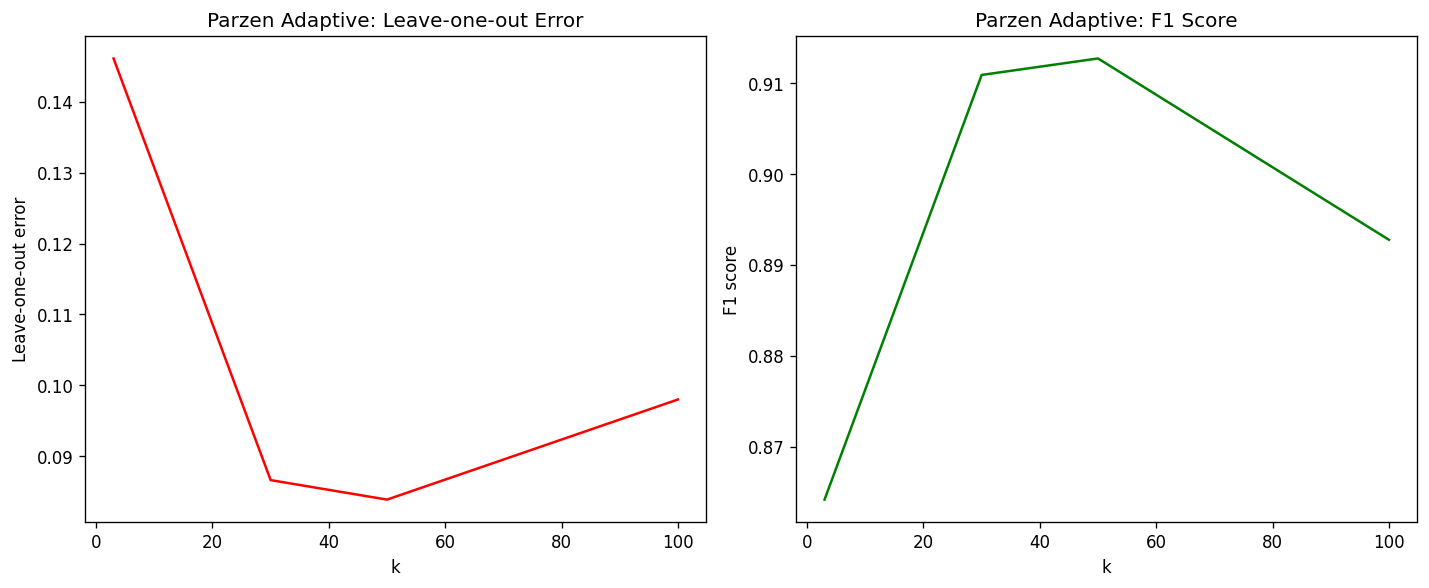 Parzen Adaptive: Leave-one-out Error
Leave-one-out error
0.14
0.13
0.12
0.11
0.10
0.09
0 20 40 60 80 100
k
Parzen Adaptive: F1 Score
F1 score
0.91
0.90
0.89
0.88
0.87
0 20 40 60 80 100
k